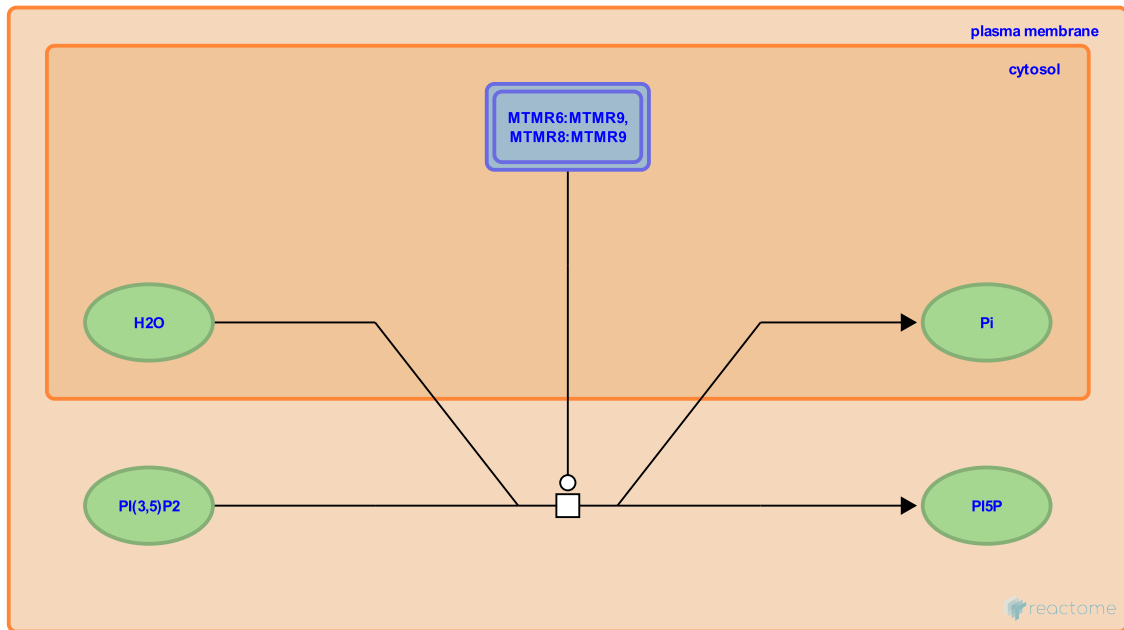 plasma membrane
cytosol
MTMR6:MTMR9,
MTMR8:MTMR9
H2O
Pi
PI(3,5)P2
PI5P
reactome